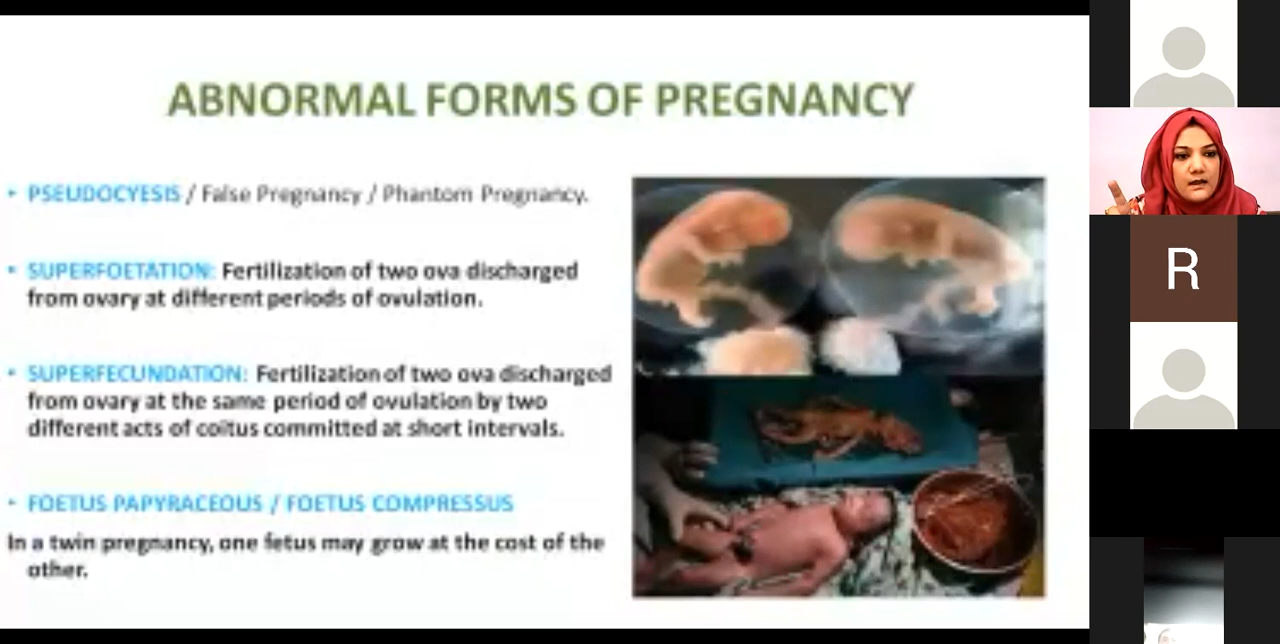 ABNORMAL FORMS OF PREGNANCY
• PSEUDOCYESIS / False Pregnancy / Phantom Pregnancy.
• SUPERFOETATION: Fertilization of two ova discharged
from ovary at different periods of ovulation.
• SUPERFECUNDATION: Fertilization of two ova discharged
from ovary at the same period of ovulation by two
different acts of coitus committed at short intervals.
• FOETUS PAPYRACEOUS / FOETUS COMPRESSUS
In a twin pregnancy, one fetus may grow at the cost of the
other.
R